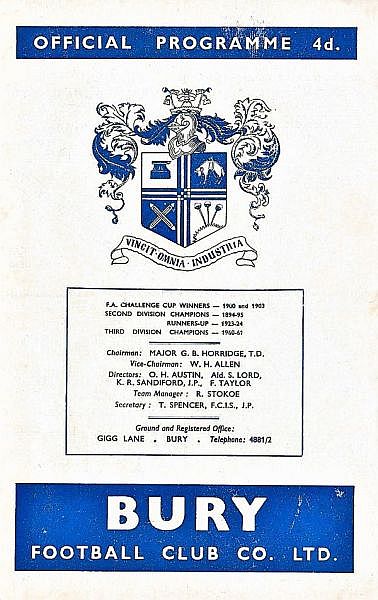 OFFICIAL PROGRAMME 4d.
VINCIT · OMNIA · INDUSTRIA
F.A. CHALLENGE CUP WINNERS — 1900 and 1903
SECOND DIVISION CHAMPIONS — 1894-95
RUNNERS-UP — 1923-24
THIRD DIVISION CHAMPIONS — 1960-61
Chairman: MAJOR G. B. HORRIDGE, T.D.
Vice-Chairman: W. H. ALLEN
Directors: O. H. AUSTIN, Ald. S. LORD,
K. R. SANDIFORD, J.P., F. TAYLOR
Team Manager: R. STOKOE
Secretary: T. SPENCER, F.C.I.S., J.P.
Ground and Registered Office:
GIGG LANE . BURY . Telephone: 4881/2
BURY
FOOTBALL CLUB CO. LTD.